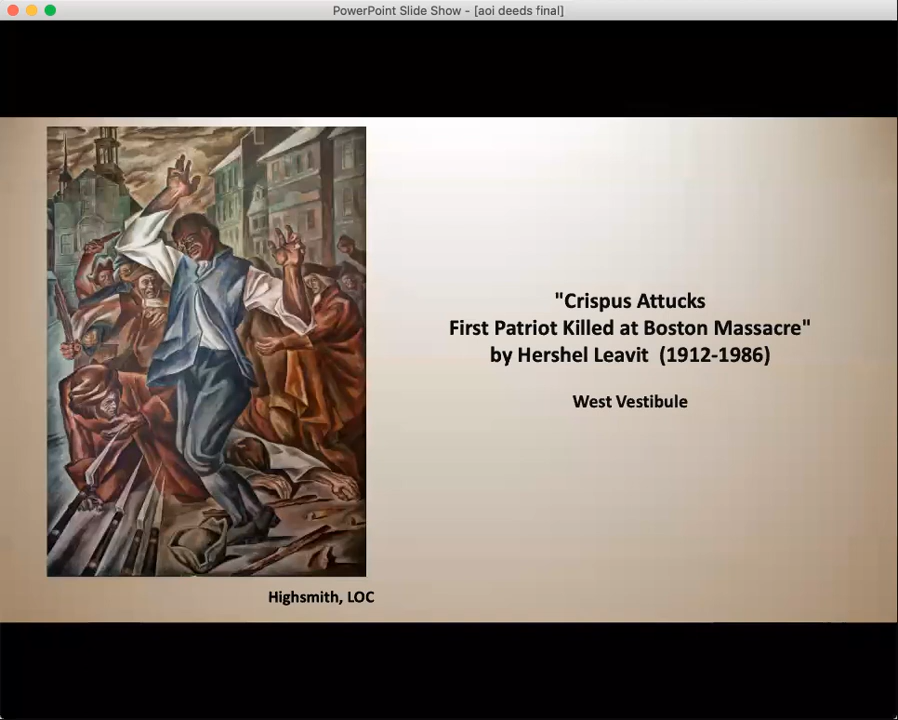 PowerPoint Slide Show - [aoi deeds final]
"Crispus Attucks
First Patriot Killed at Boston Massacre"
by Hershel Leavit (1912-1986)
West Vestibule
Highsmith, LOC